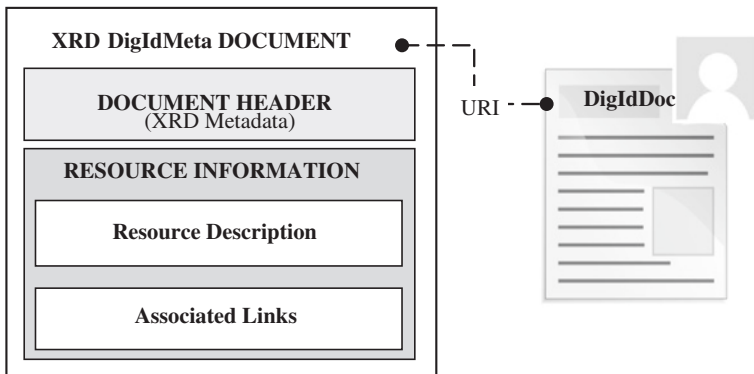 XRD DigIdMeta DOCUMENT
DOCUMENT HEADER
(XRD Metadata)
RESOURCE INFORMATION
Resource Description
Associated Links
URI
DigIdDoc